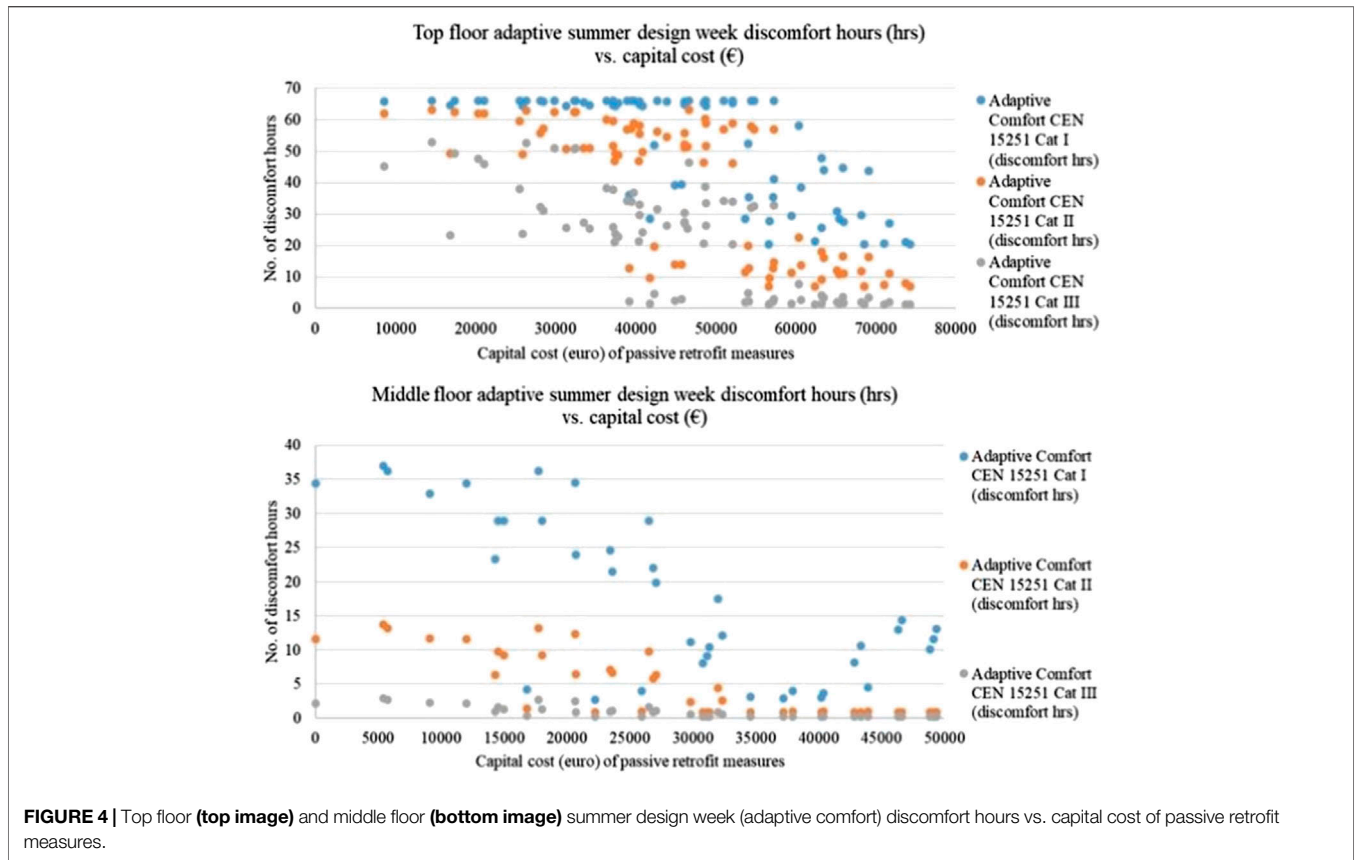 Top floor adaptive summer design week discomfort hours (hrs)
vs. capital cost (€)
70
60
50
40
30
20
10
0
No. of discomfort hours
0 10000 20000 30000 40000 50000 60000 70000 80000
Capital cost (euro) of passive retrofit measures
Adaptive
Comfort CEN
15251 Cat I
(discomfort hrs)
Adaptive
Comfort CEN
15251 Cat II
(discomfort hrs)
Adaptive
Comfort CEN
15251 Cat III
(discomfort hrs)
Middle floor adaptive summer design week discomfort hours (hrs)
vs. capital cost (€)
40
35
30
25
20
15
10
5
0
No. of discomfort hours
0 5000 10000 15000 20000 25000 30000 35000 40000 45000 50000
Capital cost (euro) of passive retrofit measures
Adaptive Comfort
CEN 15251 Cat I
(discomfort hrs)
Adaptive Comfort
CEN 15251 Cat II
(discomfort hrs)
Adaptive Comfort
CEN 15251 Cat III
(discomfort hrs)
FIGURE 4 | Top floor (top image) and middle floor (bottom image) summer design week (adaptive comfort) discomfort hours vs. capital cost of passive retrofit
measures.